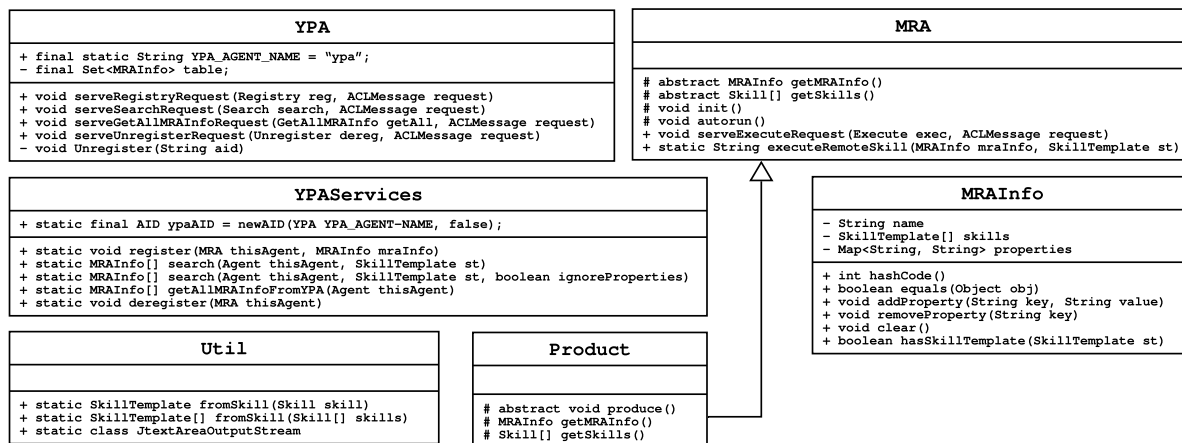 YPA
+ final static String YPA_AGENT_NAME = “ypa”;
- final Set<MRAInfo> table;
+ void serveRegistryRequest(Registry reg, ACLMessage request)
+ void serveSearchRequest(Search search, ACLMessage request)
+ void serveGetAllMRAInfoRequest(GetAllMRAInfo getAll, ACLMessage request)
+ void serveUnregisterRequest(Unregister dereg, ACLMessage request)
- void Unregister(String aid)
MRA
# abstract MRAInfo getMRAInfo()
# abstract Skill[] getSkills()
# void init()
# void autorun()
+ void serveExecuteRequest(Execute exec, ACLMessage request)
+ static String executeRemoteSkill(MRAInfo mraInfo, SkillTemplate st)
YPAServices
+ static final AID ypaAID = newAID(YPA YPA_AGENT-NAME, false);
+ static void register(MRA thisAgent, MRAInfo mraInfo)
+ static MRAInfo[] search(Agent thisAgent, SkillTemplate st)
+ static MRAInfo[] search(Agent thisAgent, SkillTemplate st, boolean ignoreProperties)
+ static MRAInfo[] getAllMRAInfoFromYPA(Agent thisAgent)
+ static void deregister(MRA thisAgent)
MRAInfo
- String name
- SkillTemplate[] skills
- Map<String, String> properties
+ int hashCode()
+ boolean equals(Object obj)
+ void addProperty(String key, String value)
+ void removeProperty(String key)
+ void clear()
+ boolean hasSkillTemplate(SkillTemplate st)
Util
+ static SkillTemplate fromSkill(Skill skill)
+ static SkillTemplate[] fromSkill(Skill[] skills)
+ static class JtextAreaOutputStream
Product
# abstract void produce()
# MRAInfo getMRAInfo()
# Skill[] getSkills()